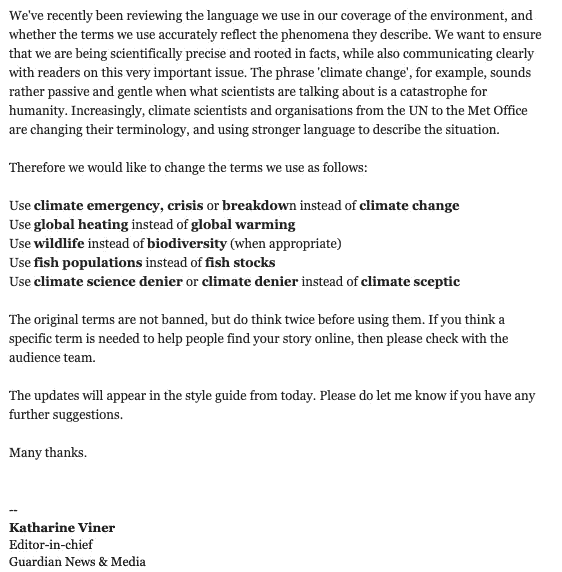 We've recently been reviewing the language we use in our coverage of the environment, and
whether the terms we use accurately reflect the phenomena they describe. We want to ensure
that we are being scientifically precise and rooted in facts, while also communicating clearly
with readers on this very important issue. The phrase 'climate change', for example, sounds
rather passive and gentle when what scientists are talking about is a catastrophe for
humanity. Increasingly, climate scientists and organisations from the UN to the Met Office
are changing their terminology, and using stronger language to describe the situation.
Therefore we would like to change the terms we use as follows:
Use climate emergency, crisis or breakdown instead of climate change
Use global heating instead of global warming
Use wildlife instead of biodiversity (when appropriate)
Use fish populations instead of fish stocks
Use climate science denier or climate denier instead of climate sceptic
The original terms are not banned, but do think twice before using them. If you think a
specific term is needed to help people find your story online, then please check with the
audience team.
The updates will appear in the style guide from today. Please do let me know if you have any
further suggestions.
Many thanks.
--
Katharine Viner
Editor-in-chief
Guardian News & Media